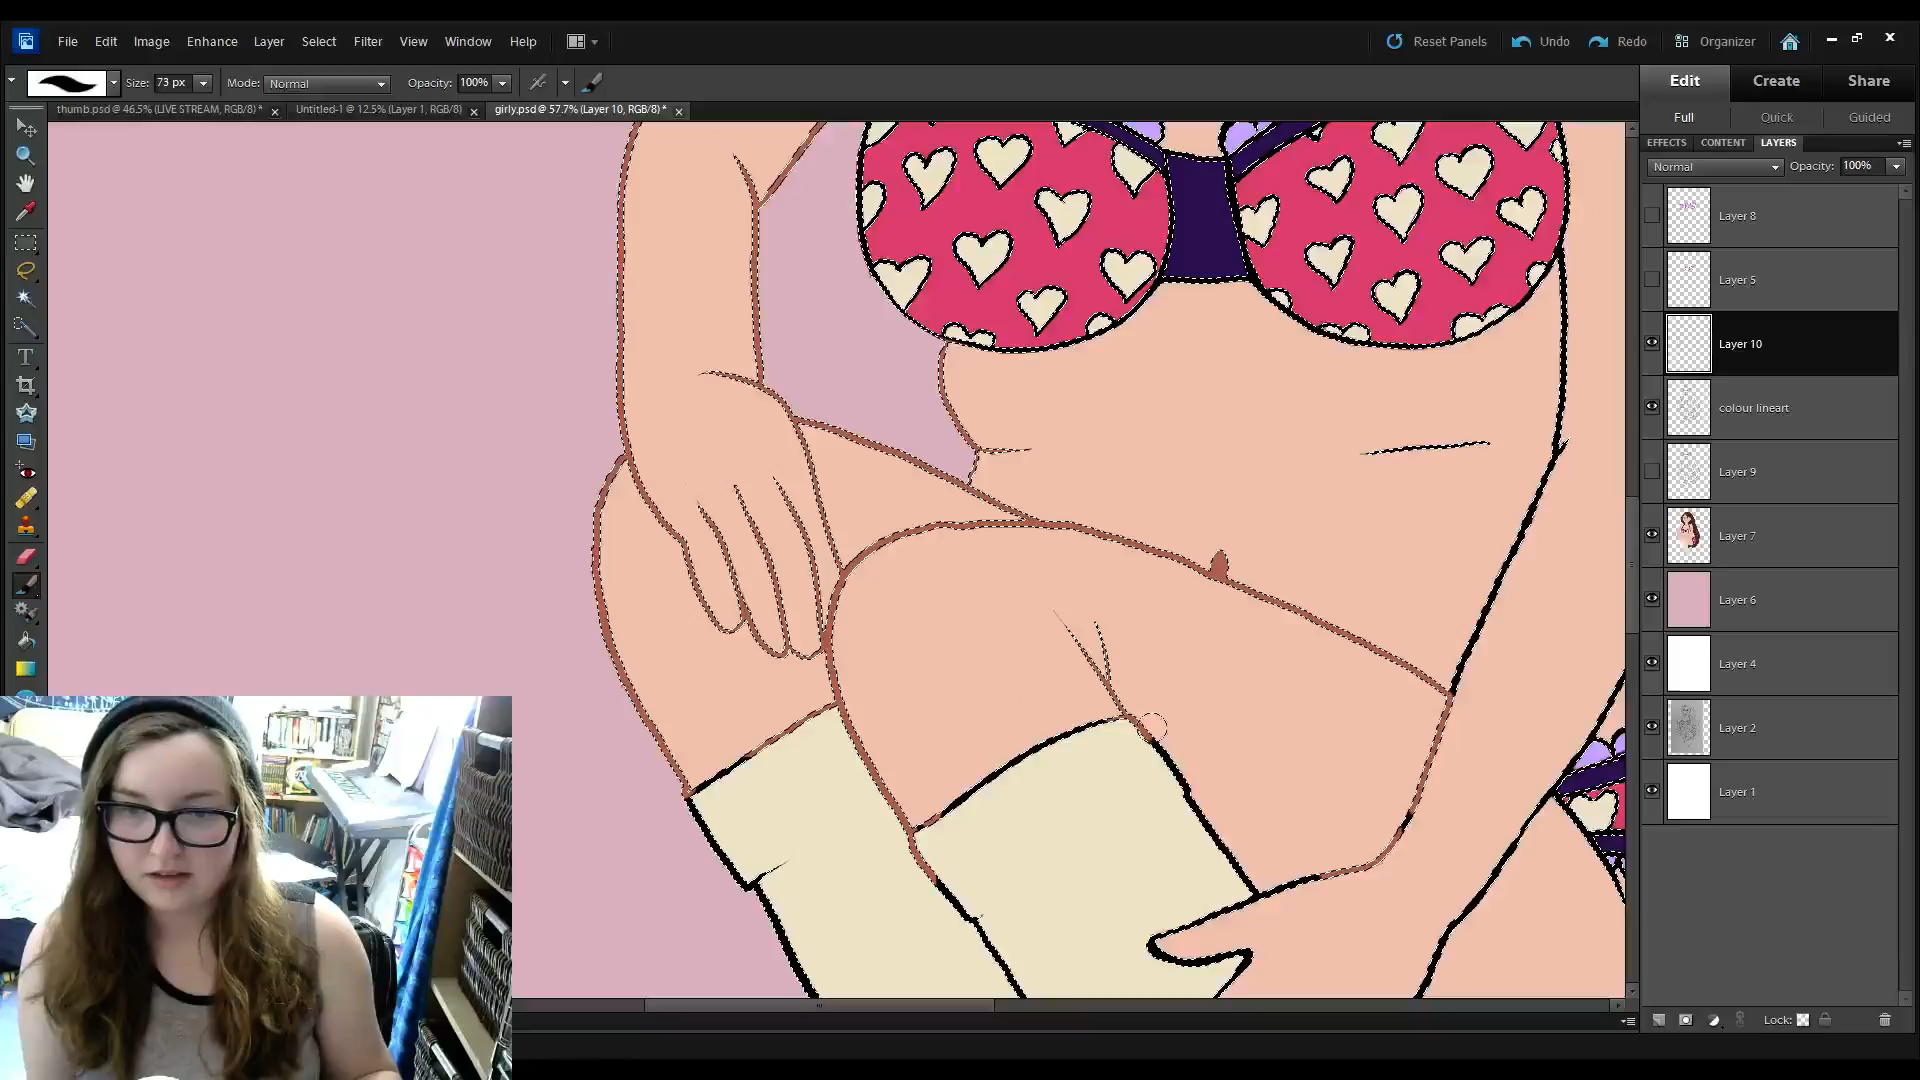 File Edit Image Enhance Layer Select Filter View Window Help Reset Panels Undo Redo Organizer
Size: 73 px Mode: Normal Opacity: 100% Edit Create Share
thumb.psd @ 46.5% (LIVE STREAM, RGB/8) * Untitled-1 @ 12.5% (Layer 1, RGB/8) girly.psd @ 57.7% (Layer 10, RGB/8) *
Full Quick Guided
EFFECTS CONTENT LAYERS
Normal Opacity: 100%
Layer 8
Layer 5
Layer 10
colour lineart
Layer 9
Layer 7
Layer 6
Layer 4
Layer 2
Layer 1
Lock: